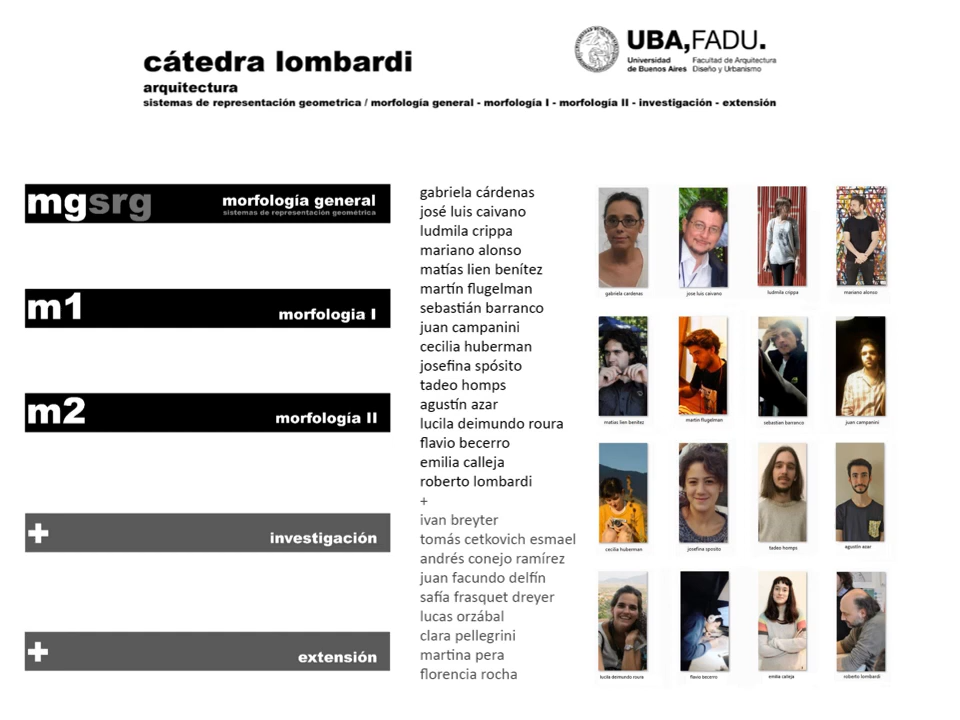 cátedra lombardi
arquitectura
sistemas de representación geometrica / morfología general - morfología I - morfología II - investigación - extensión
UBA,FADU.
Universidad de Buenos Aires
Facultad de Arquitectura Diseño y Urbanismo
mgsrg
morfología general
sistemas de representación geométrica
m1
morfologia I
m2
morfología II
+
investigación
+
extensión
gabriela cárdenas
josé luis caivano
ludmila crippa
mariano alonso
matías lien benítez
martín flugelman
sebastián barranco
juan campanini
cecilia huberman
josefina spósito
tadeo homps
agustín azar
lucila deimundo roura
flavio becerro
emilia calleja
roberto lombardi
+
ivan breyter
tomás cetkovich esmael
andrés conejo ramírez
juan facundo delfín
safía frasquet dreyer
lucas orzábal
clara pellegrini
martina pera
florencia rocha
gabriela cardenas
jose luis caivano
ludmila crippa
mariano alonso
matias lien benitez
martin flugelman
sebastian barranco
juan campanini
cecilia huberman
josefina sposito
tadeo homps
agustín azar
lucila deimundo roura
flavio becerro
emilia calleja
roberto lombardi